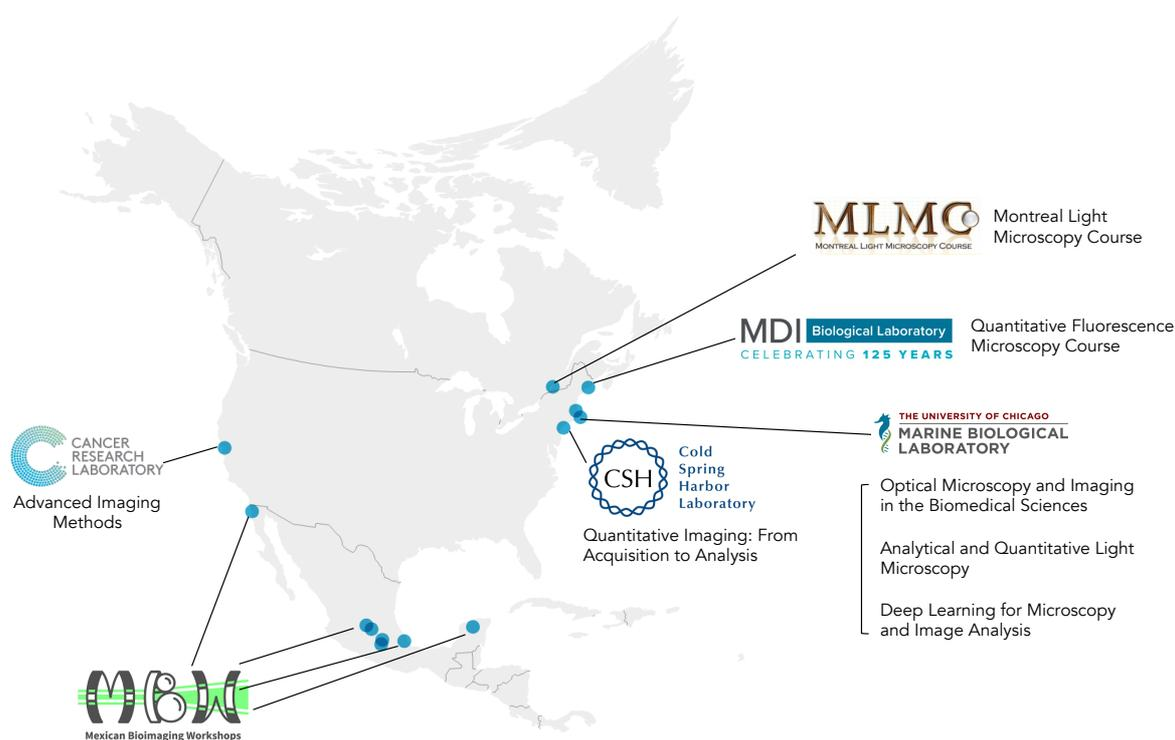 MLMC
MONTREAL LIGHT MICROSCOPY COURSE
Montreal Light
Microscopy Course
MDI Biological Laboratory
CELEBRATING 125 YEARS
Quantitative Fluorescence
Microscopy Course
THE UNIVERSITY OF CHICAGO
MARINE BIOLOGICAL
LABORATORY
Optical Microscopy and Imaging
in the Biomedical Sciences
Analytical and Quantitative Light
Microscopy
Deep Learning for Microscopy
and Image Analysis
CANCER
RESEARCH
LABORATORY
Advanced Imaging
Methods
CSH
Cold
Spring
Harbor
Laboratory
Quantitative Imaging: From
Acquisition to Analysis
MBW
Mexican Bioimaging Workshops